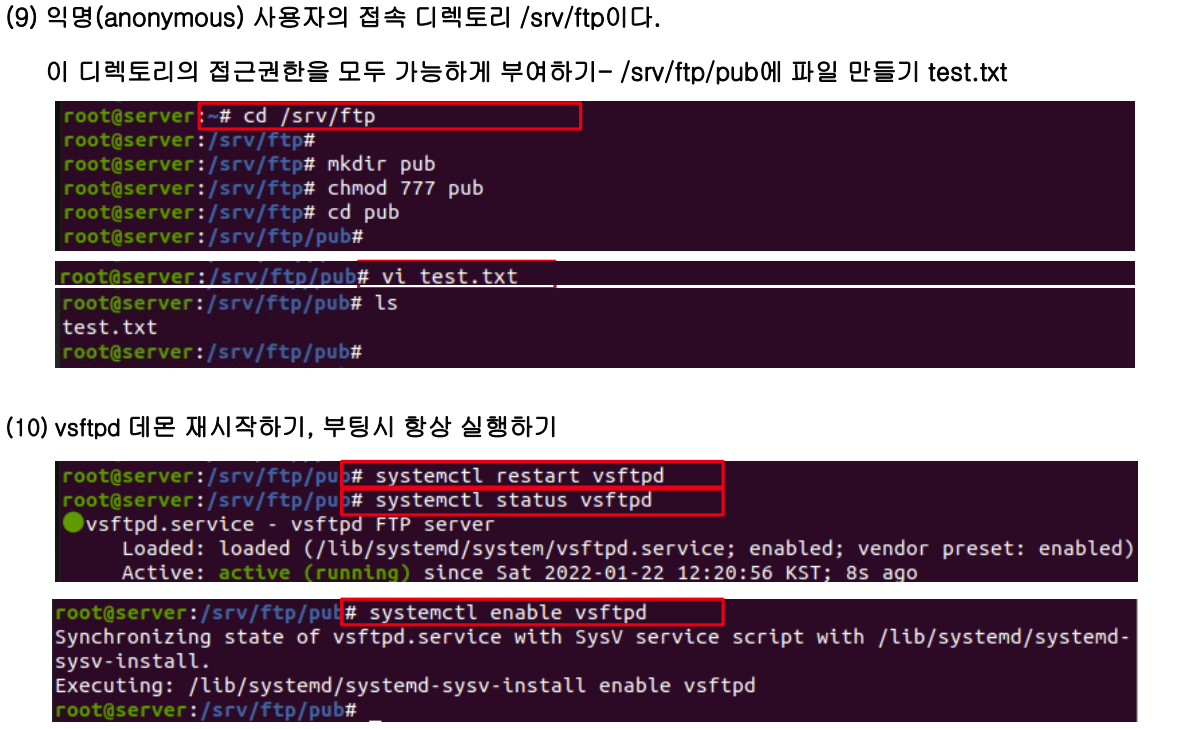 (9) 익명(anonymous) 사용자의 접속 디렉토리 /srv/ftp이다.
이 디렉토리의 접근권한을 모두 가능하게 부여하기- /srv/ftp/pub에 파일 만들기 test.txt
root@server:~# cd /srv/ftp
root@server:/srv/ftp#
root@server:/srv/ftp# mkdir pub
root@server:/srv/ftp# chmod 777 pub
root@server:/srv/ftp# cd pub
root@server:/srv/ftp/pub#
root@server:/srv/ftp/pub# vi test.txt
root@server:/srv/ftp/pub# ls
test.txt
root@server:/srv/ftp/pub#
(10) vsftpd 데몬 재시작하기, 부팅시 항상 실행하기
root@server:/srv/ftp/pub# systemctl restart vsftpd
root@server:/srv/ftp/pub# systemctl status vsftpd
vsftpd.service - vsftpd FTP server
Loaded: loaded (/lib/systemd/system/vsftpd.service; enabled; vendor preset: enabled)
Active: active (running) since Sat 2022-01-22 12:20:56 KST; 8s ago
root@server:/srv/ftp/pub# systemctl enable vsftpd
Synchronizing state of vsftpd.service with SysV service script with /lib/systemd/systemd-
sysv-install.
Executing: /lib/systemd/systemd-sysv-install enable vsftpd
root@server:/srv/ftp/pub#